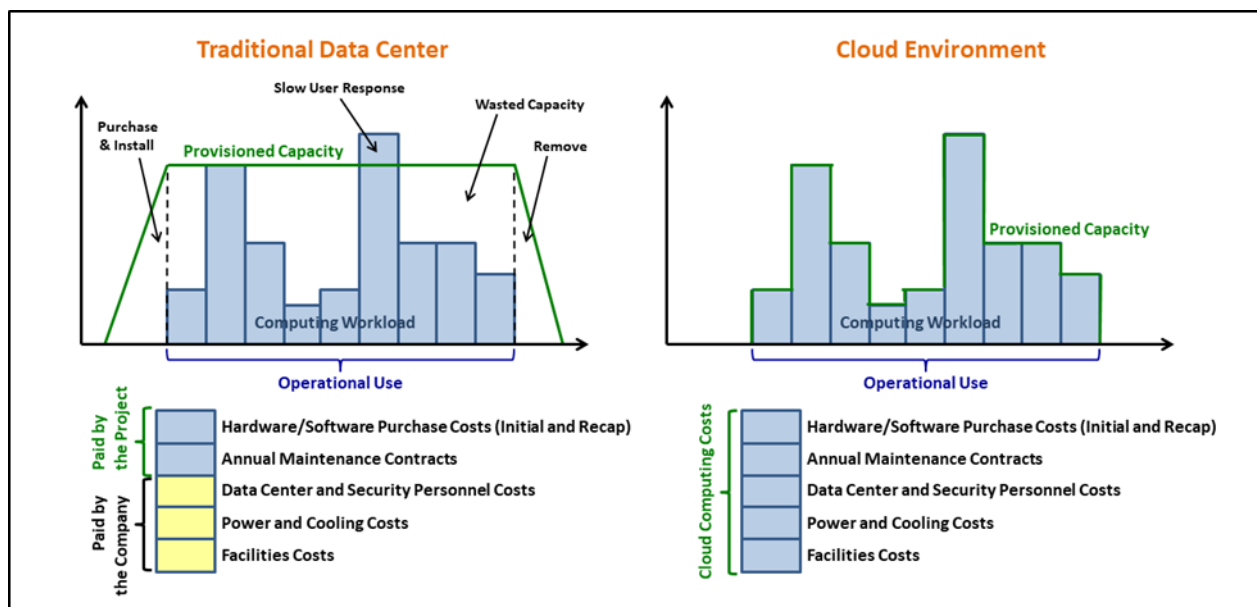 Traditional Data Center
Slow User Response
Wasted Capacity
Purchase
& Install
Provisioned Capacity
Remove
Computing Workload
Operational Use
Paid by
the Project
Hardware/Software Purchase Costs (Initial and Recap)
Annual Maintenance Contracts
Paid by
the Company
Data Center and Security Personnel Costs
Power and Cooling Costs
Facilities Costs
Cloud Environment
Provisioned Capacity
Computing Workload
Operational Use
Cloud Computing Costs
Hardware/Software Purchase Costs (Initial and Recap)
Annual Maintenance Contracts
Data Center and Security Personnel Costs
Power and Cooling Costs
Facilities Costs